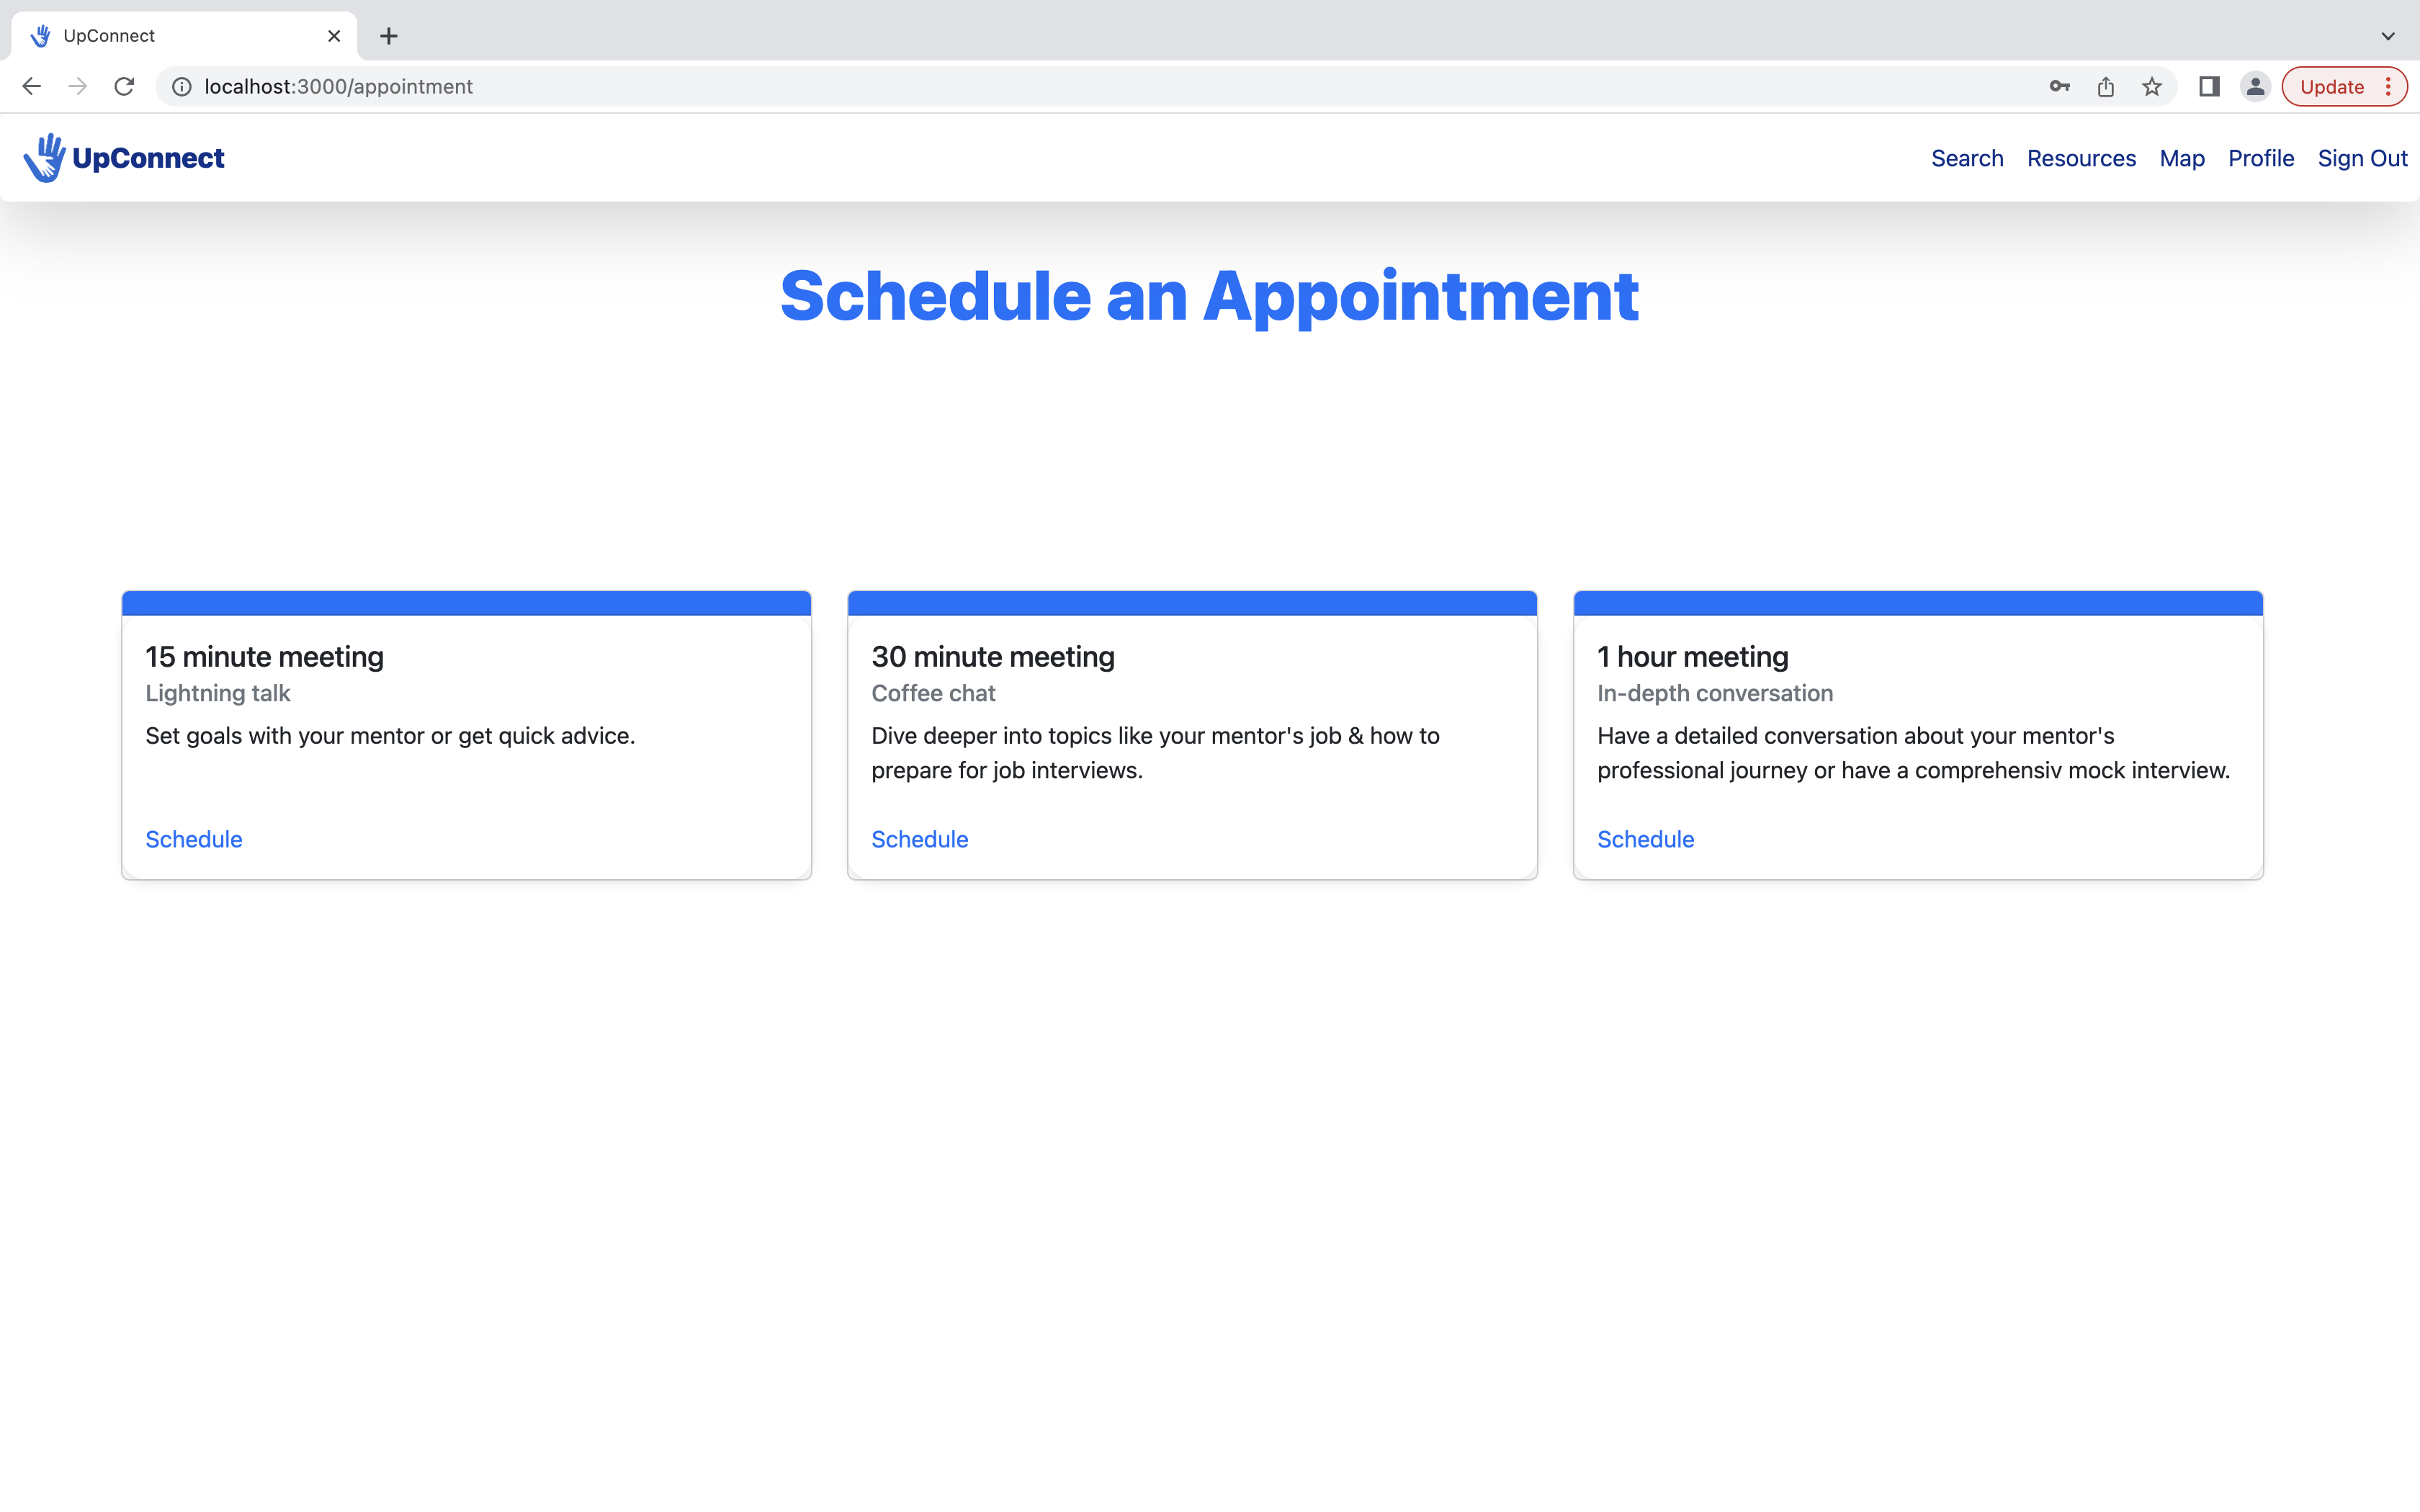 UpConnect
localhost:3000/appointment
Update
UpConnect
Search Resources Map Profile Sign Out
Schedule an Appointment
15 minute meeting
Lightning talk
Set goals with your mentor or get quick advice.
Schedule
30 minute meeting
Coffee chat
Dive deeper into topics like your mentor's job & how to
prepare for job interviews.
Schedule
1 hour meeting
In-depth conversation
Have a detailed conversation about your mentor's
professional journey or have a comprehensiv mock interview.
Schedule